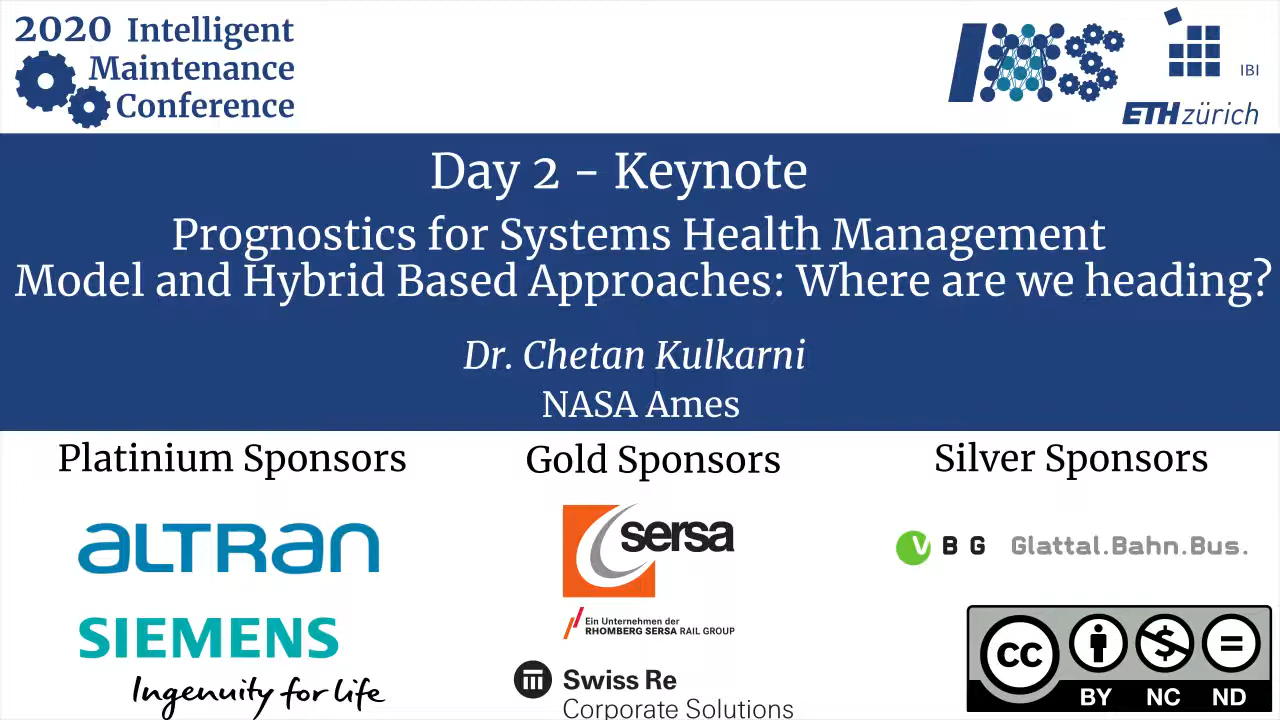 2020 Intelligent
Maintenance
Conference
IMS
IBI
ETH zürich
Day 2 - Keynote
Prognostics for Systems Health Management
Model and Hybrid Based Approaches: Where are we heading?
Dr. Chetan Kulkarni
NASA Ames
Platinium Sponsors
Gold Sponsors
Silver Sponsors
ALTRAN
SIEMENS
Ingenuity for life
sersa
Ein Unternehmen der
RHOMBERG SERSA RAIL GROUP
Swiss Re
Corporate Solutions
V B G Glattal.Bahn.Bus.
CC
BY NC ND